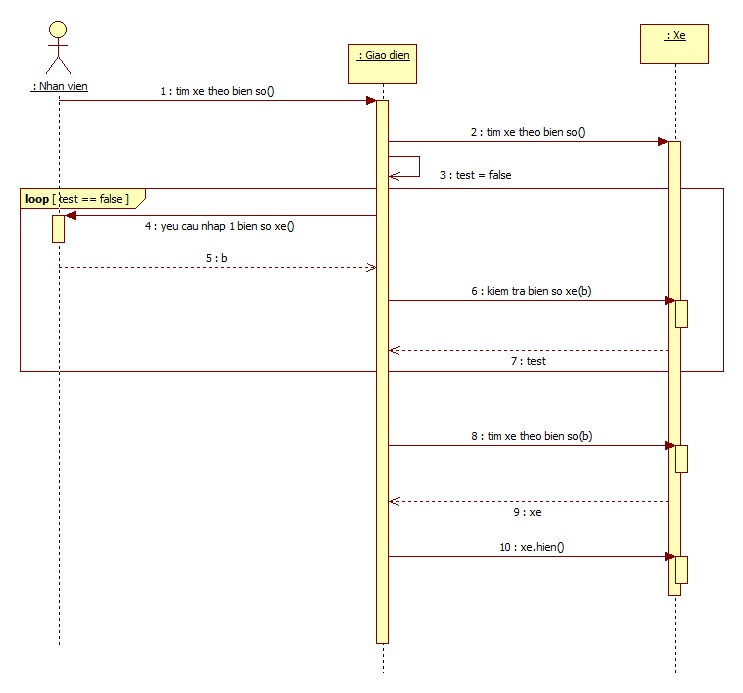 : Giao dien
: Xe
: Nhan vien
1 : tim xe theo bien so()
2 : tim xe theo bien so()
3 : test = false
loop [ test == false ]
4 : yeu cau nhap 1 bien so xe()
5 : b
6 : kiem tra bien so xe(b)
7 : test
8 : tim xe theo bien so(b)
9 : xe
10 : xe.hien()